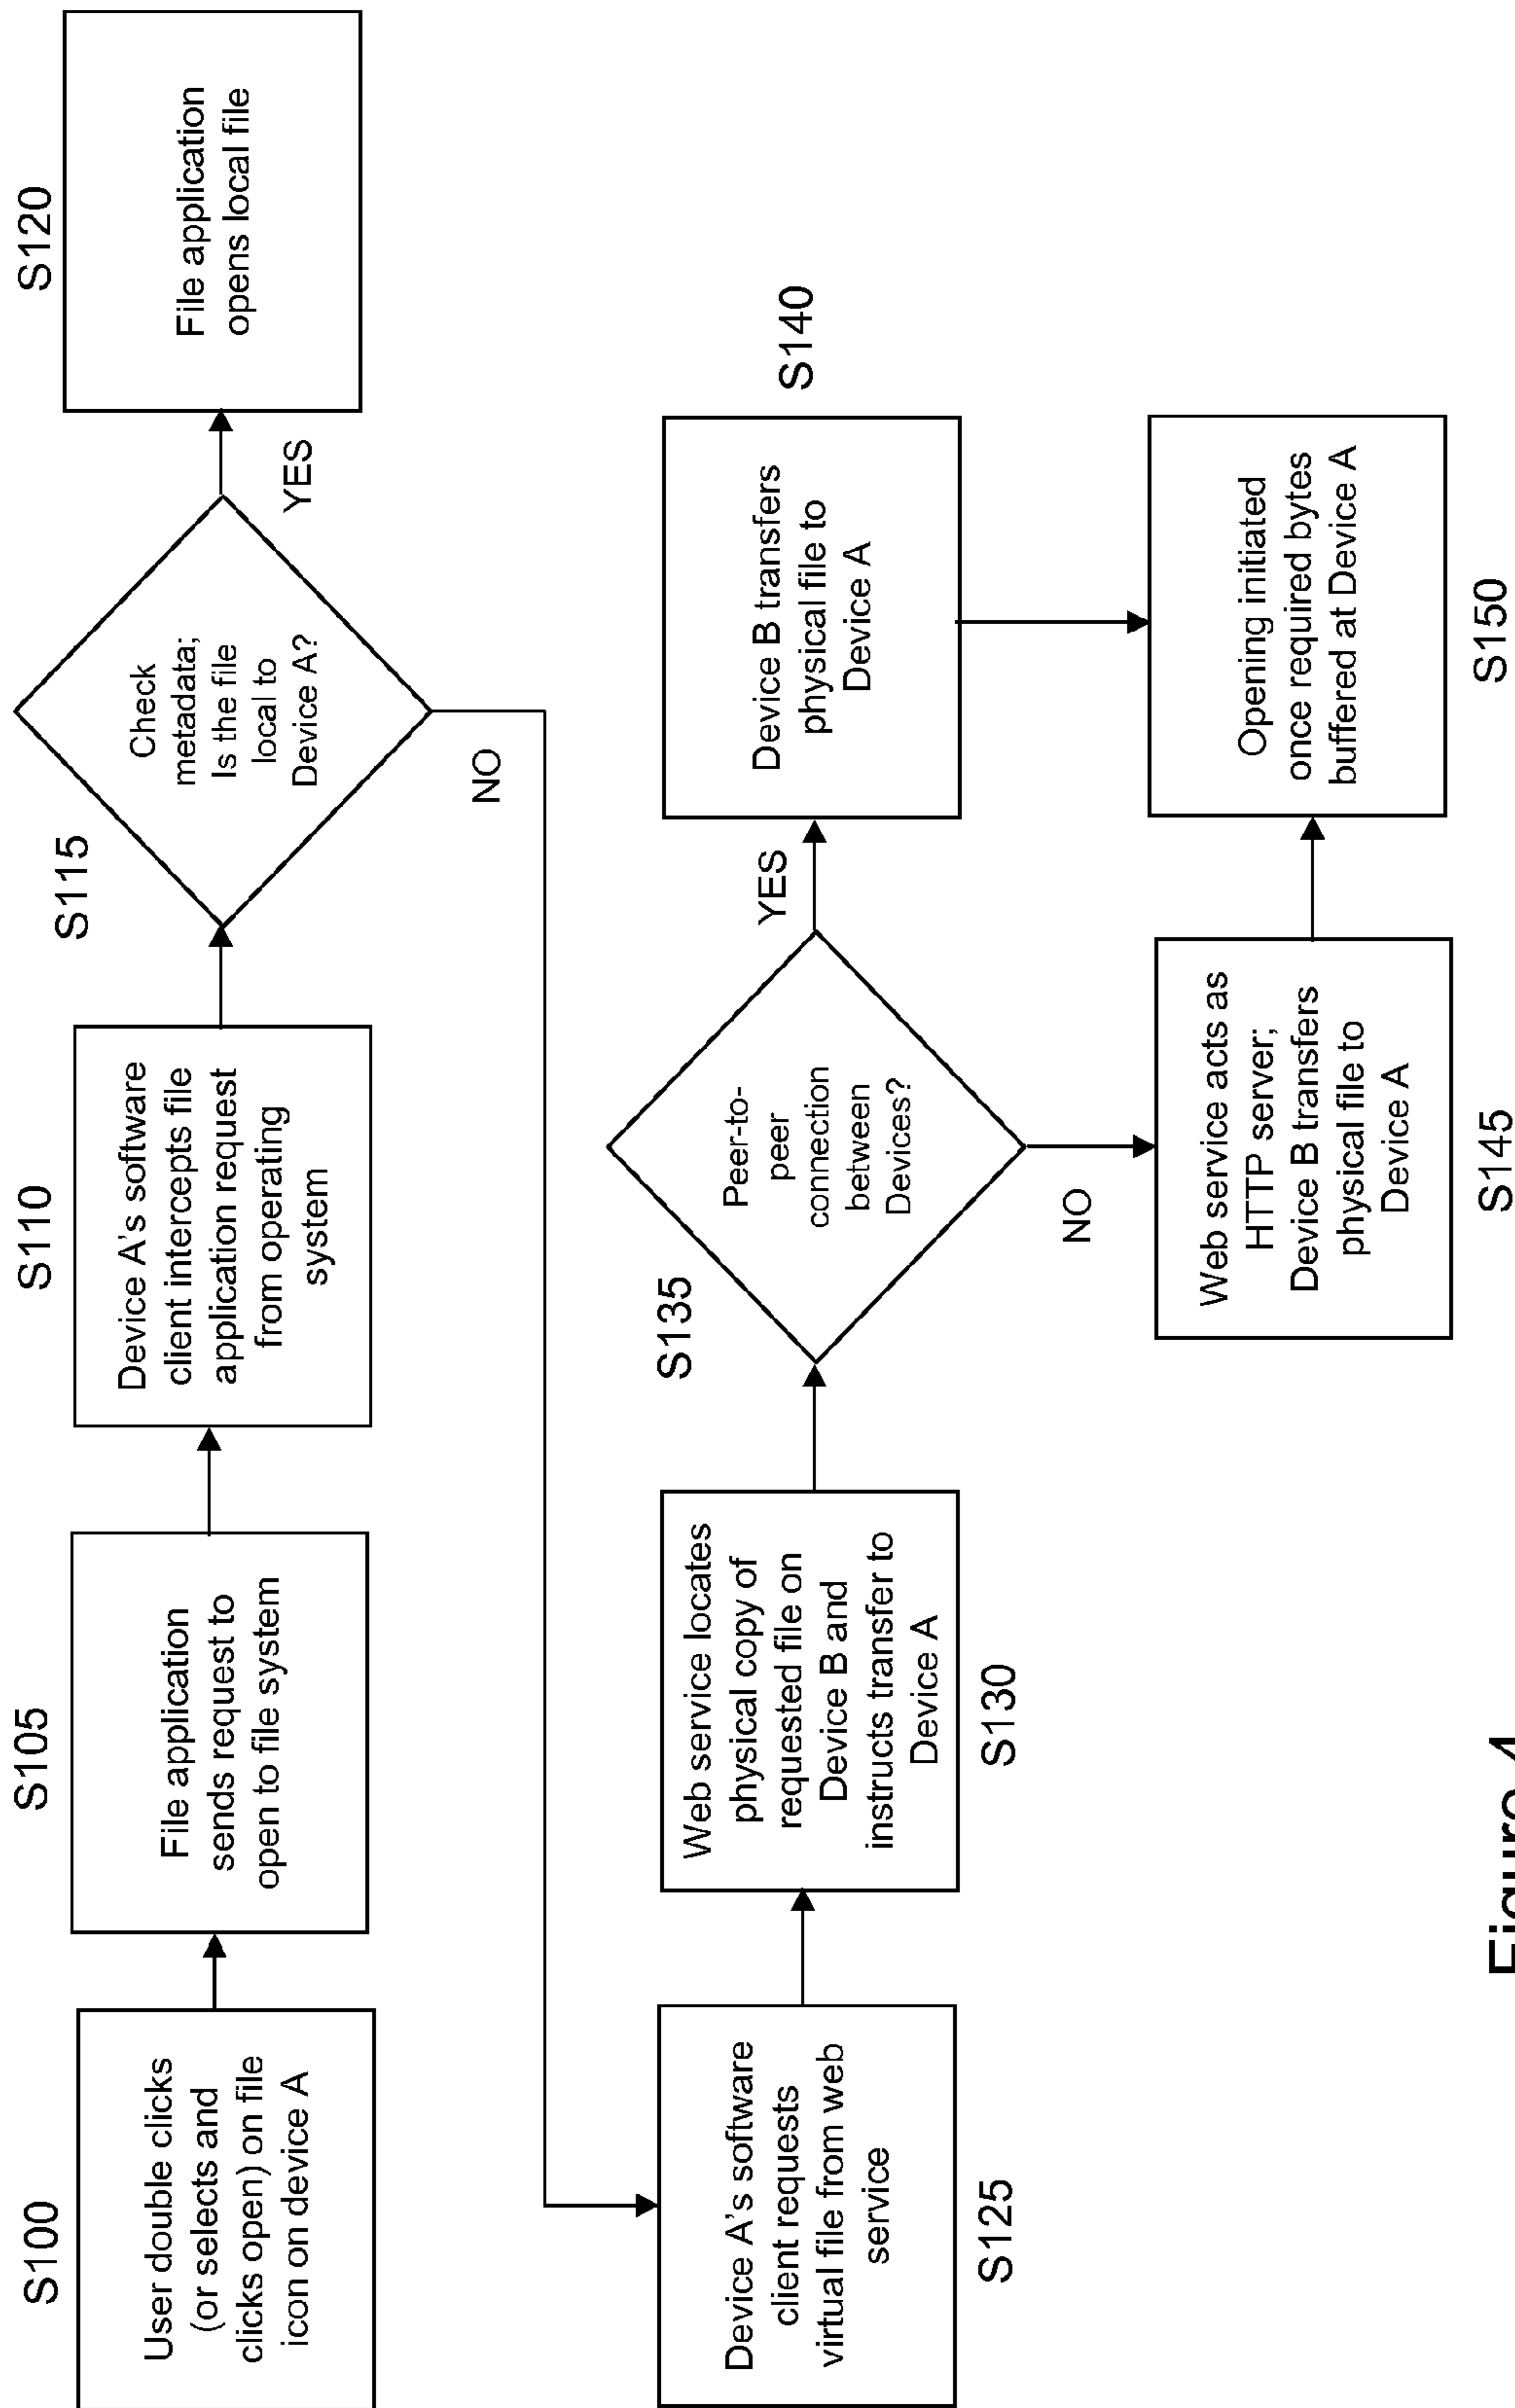 S100
User double clicks
(or selects and
clicks open) on file
icon on device A
S105
File application
sends request to
open to file system
S110
Device A's software
client intercepts file
application request
from operating
system
S115
Check
metadata;
Is the file
local to
Device A?
YES
NO
S120
File application
opens local file
Device A's software
client requests
virtual file from web
service
S125
Web service locates
physical copy of
requested file on
Device B and
instructs transfer to
Device A
S130
S135
Peer-to-
peer
connection
between
Devices?
YES
NO
Device B transfers
physical file to
Device A
S140
Web service acts as
HTTP server;
Device B transfers
physical file to
Device A
S145
Opening initiated
once required bytes
buffered at Device A
S150
Figure 4